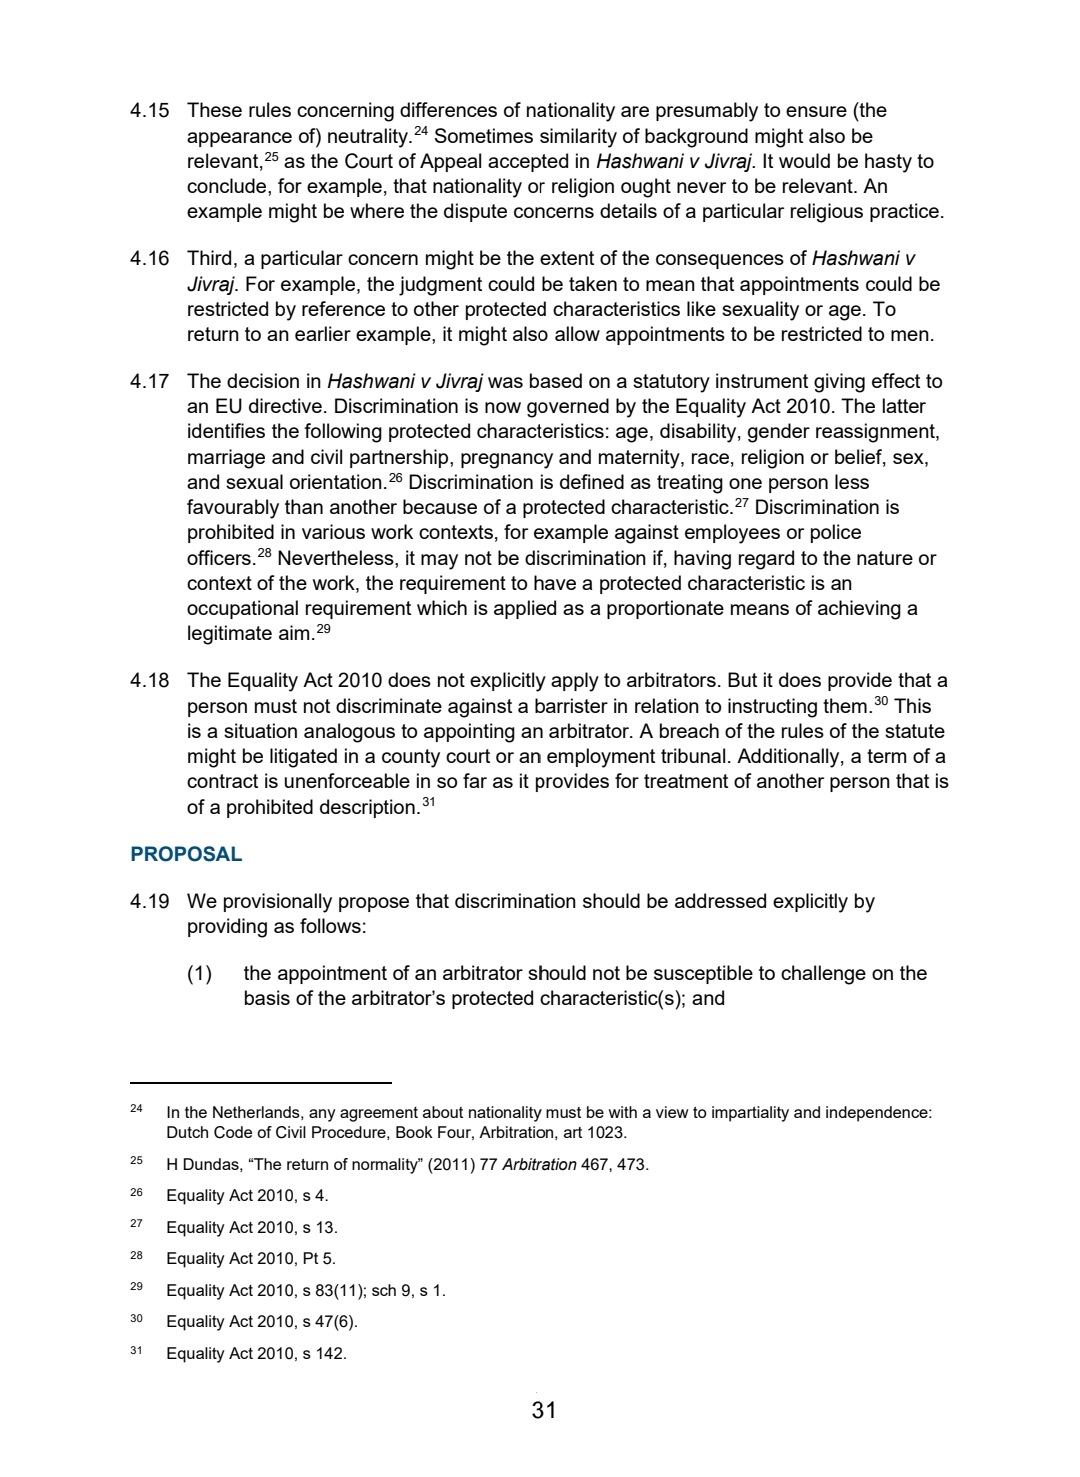 4.15 These rules concerning differences of nationality are presumably to ensure (the
appearance of) neutrality.24 Sometimes similarity of background might also be
relevant,25 as the Court of Appeal accepted in Hashwani v Jivraj. It would be hasty to
conclude, for example, that nationality or religion ought never to be relevant. An
example might be where the dispute concerns details of a particular religious practice.
4.16 Third, a particular concern might be the extent of the consequences of Hashwani v
Jivraj. For example, the judgment could be taken to mean that appointments could be
restricted by reference to other protected characteristics like sexuality or age. To
return to an earlier example, it might also allow appointments to be restricted to men.
4.17 The decision in Hashwani v Jivraj was based on a statutory instrument giving effect to
an EU directive. Discrimination is now governed by the Equality Act 2010. The latter
identifies the following protected characteristics: age, disability, gender reassignment,
marriage and civil partnership, pregnancy and maternity, race, religion or belief, sex,
and sexual orientation.26 Discrimination is defined as treating one person less
favourably than another because of a protected characteristic.27 Discrimination is
prohibited in various work contexts, for example against employees or police
officers.28 Nevertheless, it may not be discrimination if, having regard to the nature or
context of the work, the requirement to have a protected characteristic is an
occupational requirement which is applied as a proportionate means of achieving a
legitimate aim.29
4.18 The Equality Act 2010 does not explicitly apply to arbitrators. But it does provide that a
person must not discriminate against a barrister in relation to instructing them.30 This
is a situation analogous to appointing an arbitrator. A breach of the rules of the statute
might be litigated in a county court or an employment tribunal. Additionally, a term of a
contract is unenforceable in so far as it provides for treatment of another person that is
of a prohibited description.31
PROPOSAL
4.19 We provisionally propose that discrimination should be addressed explicitly by
providing as follows:
(1) the appointment of an arbitrator should not be susceptible to challenge on the
basis of the arbitrator’s protected characteristic(s); and
24 In the Netherlands, any agreement about nationality must be with a view to impartiality and independence:
Dutch Code of Civil Procedure, Book Four, Arbitration, art 1023.
25 H Dundas, “The return of normality” (2011) 77 Arbitration 467, 473.
26 Equality Act 2010, s 4.
27 Equality Act 2010, s 13.
28 Equality Act 2010, Pt 5.
29 Equality Act 2010, s 83(11); sch 9, s 1.
30 Equality Act 2010, s 47(6).
31 Equality Act 2010, s 142.
31